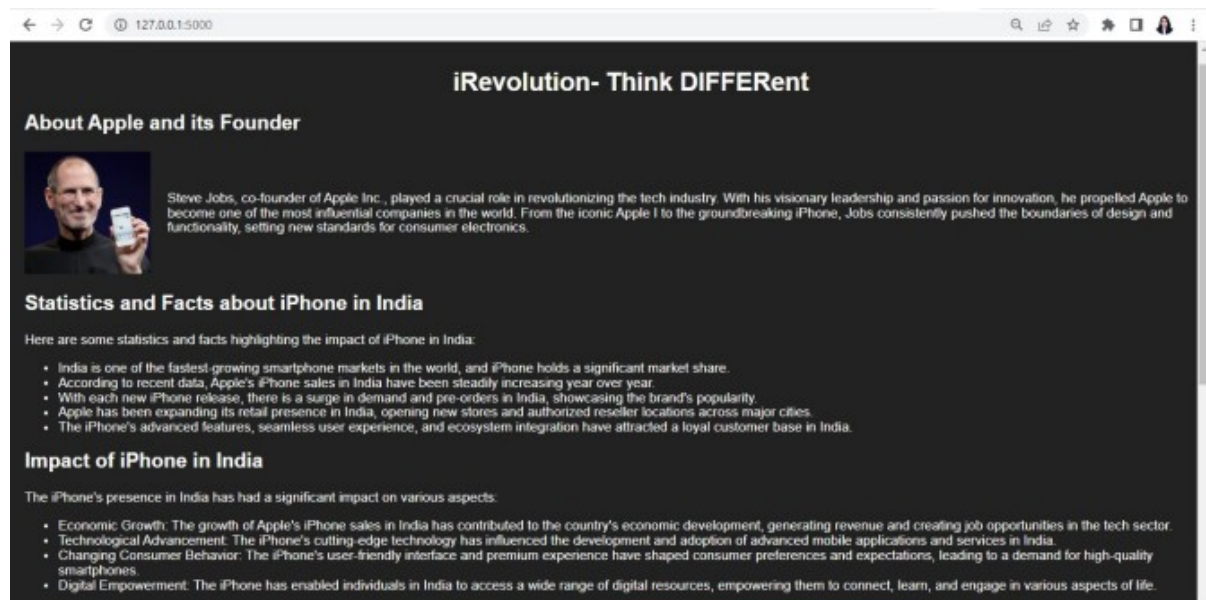 127.0.0.1:5000
iRevolution- Think DIFFERent
About Apple and its Founder
Steve Jobs, co-founder of Apple Inc., played a crucial role in revolutionizing the tech industry. With his visionary leadership and passion for innovation, he propelled Apple to
become one of the most influential companies in the world. From the iconic Apple I to the groundbreaking iPhone, Jobs consistently pushed the boundaries of design and
functionality, setting new standards for consumer electronics.
Statistics and Facts about iPhone in India
Here are some statistics and facts highlighting the impact of iPhone in India:
• India is one of the fastest-growing smartphone markets in the world, and iPhone holds a significant market share.
• According to recent data, Apple's iPhone sales in India have been steadily increasing year over year.
• With each new iPhone release, there is a surge in demand and pre-orders in India, showcasing the brand's popularity.
• Apple has been expanding its retail presence in India, opening new stores and authorized reseller locations across major cities.
• The iPhone's advanced features, seamless user experience, and ecosystem integration have attracted a loyal customer base in India.
Impact of iPhone in India
The iPhone's presence in India has had a significant impact on various aspects:
• Economic Growth: The growth of Apple's iPhone sales in India has contributed to the country's economic development, generating revenue and creating job opportunities in the tech sector.
• Technological Advancement: The iPhone's cutting-edge technology has influenced the development and adoption of advanced mobile applications and services in India.
• Changing Consumer Behavior: The iPhone's user-friendly interface and premium experience have shaped consumer preferences and expectations, leading to a demand for high-quality
smartphones.
• Digital Empowerment: The iPhone has enabled individuals in India to access a wide range of digital resources, empowering them to connect, learn, and engage in various aspects of life.